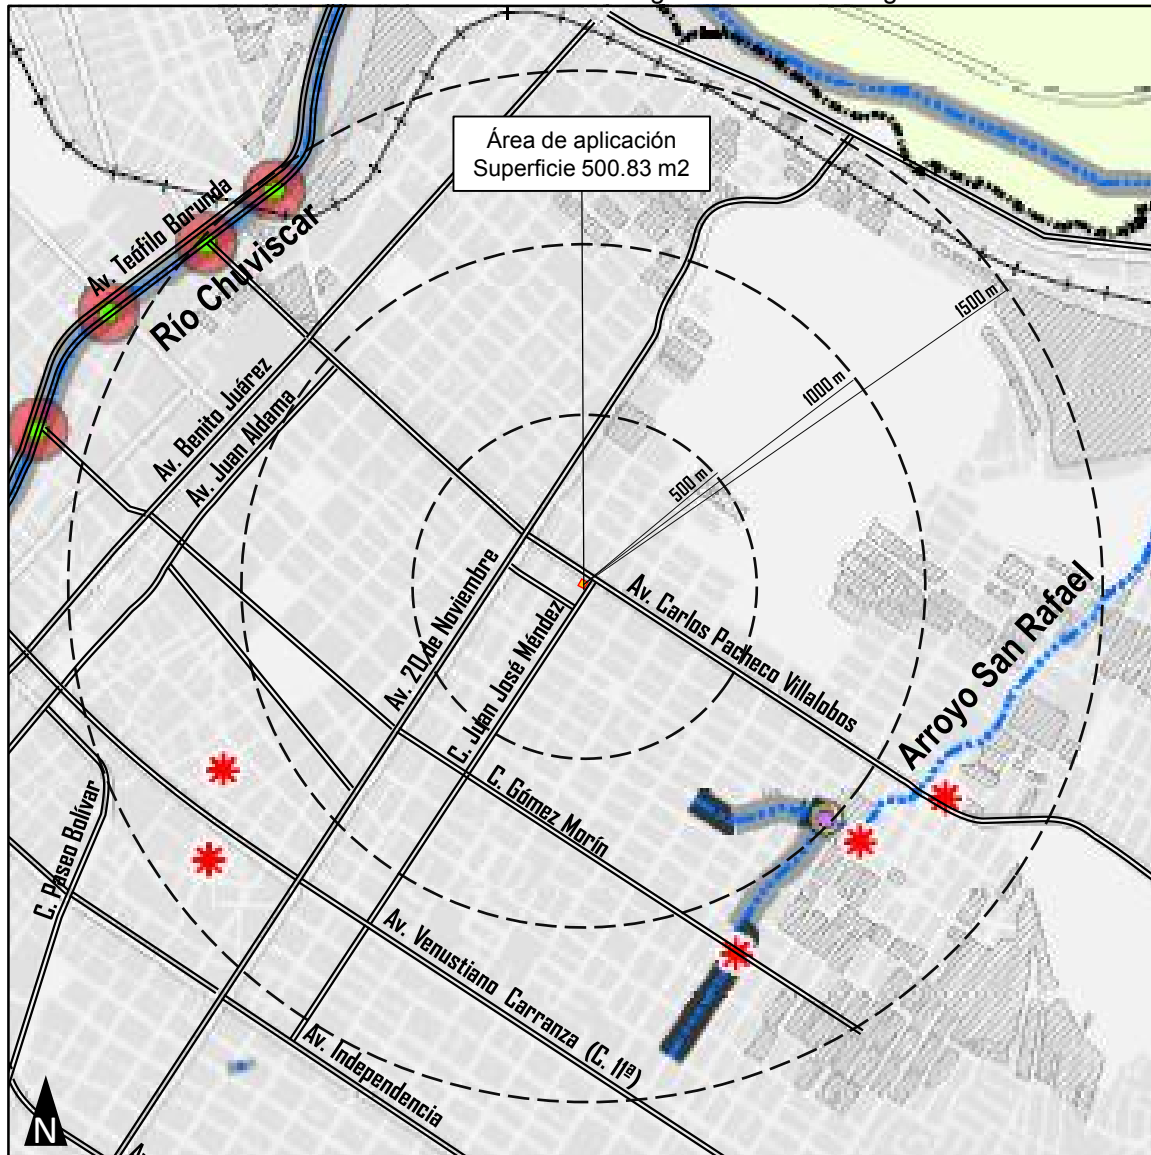 Área de aplicación
Superficie 500.83 m2
Av. Teófilo Borunda
Río Chuviscar
1500 m
1000 m
500 m
Av. Benito Juárez
Av. Juan Aldama
Av. 20 de Noviembre
C. Juan José Méndez
Av. Carlos Pacheco Villalobos
Arroyo San Rafael
C. Gómez Morín
C. Paseo Bolívar
Av. Venustiano Carranza (C. 11ª)
Av. Independencia
N